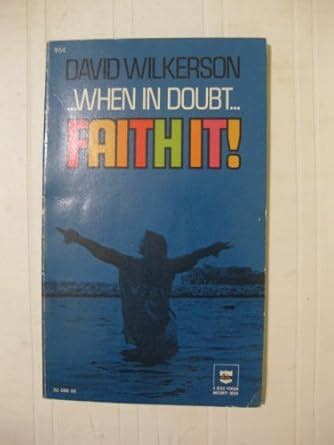 95¢
DAVID WILKERSON
...WHEN IN DOUBT...
FAITH IT!